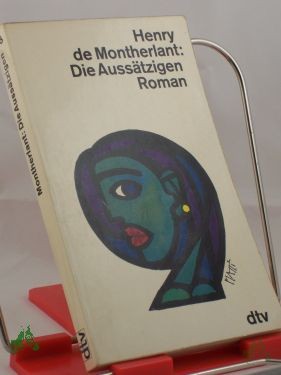 Henry
de Montherlant:
Die Aussätzigen
Roman
dtv
Montherlant: Die Aussätzigen
dtv